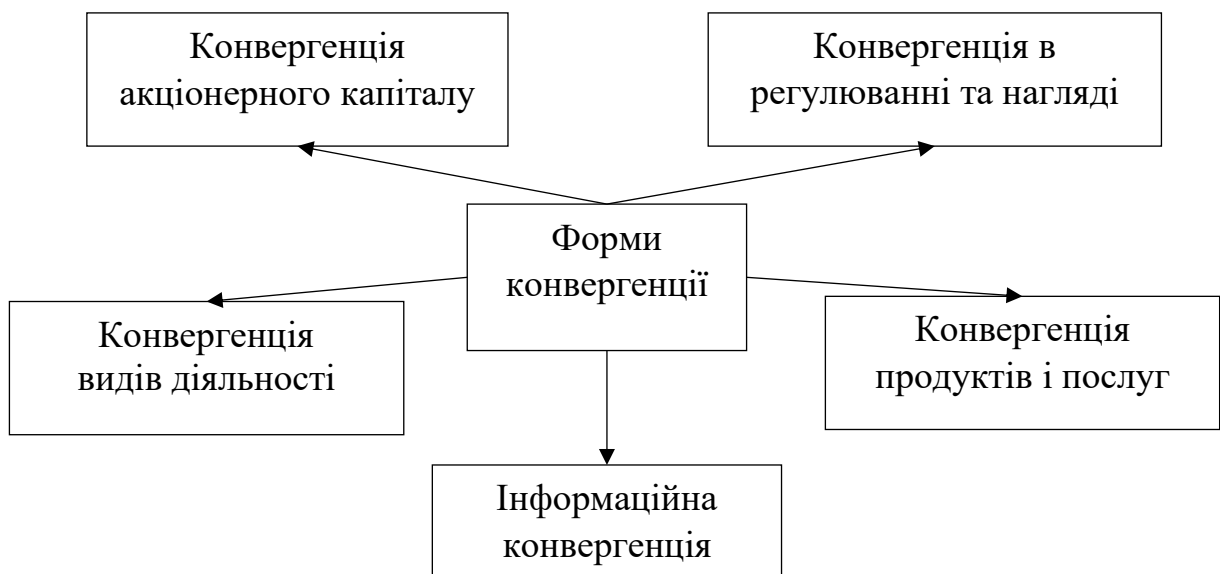 Конвергенція
акціонерного капіталу
Конвергенція в
регулюванні та нагляді
Форми
конвергенції
Конвергенція
видів діяльності
Конвергенція
продуктів і послуг
Інформаційна
конвергенція